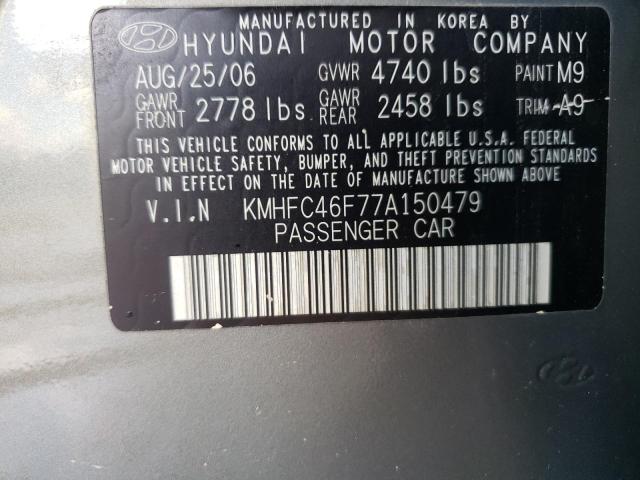 MANUFACTURED IN KOREA BY
HYUNDAI MOTOR COMPANY
AUG/25/06 GVWR 4740 lbs PAINT M9
GAWR FRONT 2778 lbs GAWR REAR 2458 lbs TRIM A9
THIS VEHICLE CONFORMS TO ALL APPLICABLE U.S.A. FEDERAL
MOTOR VEHICLE SAFETY, BUMPER, AND THEFT PREVENTION STANDARDS
IN EFFECT ON THE DATE OF MANUFACTURE SHOWN ABOVE.
V.I.N KMHFC46F77A150479
PASSENGER CAR